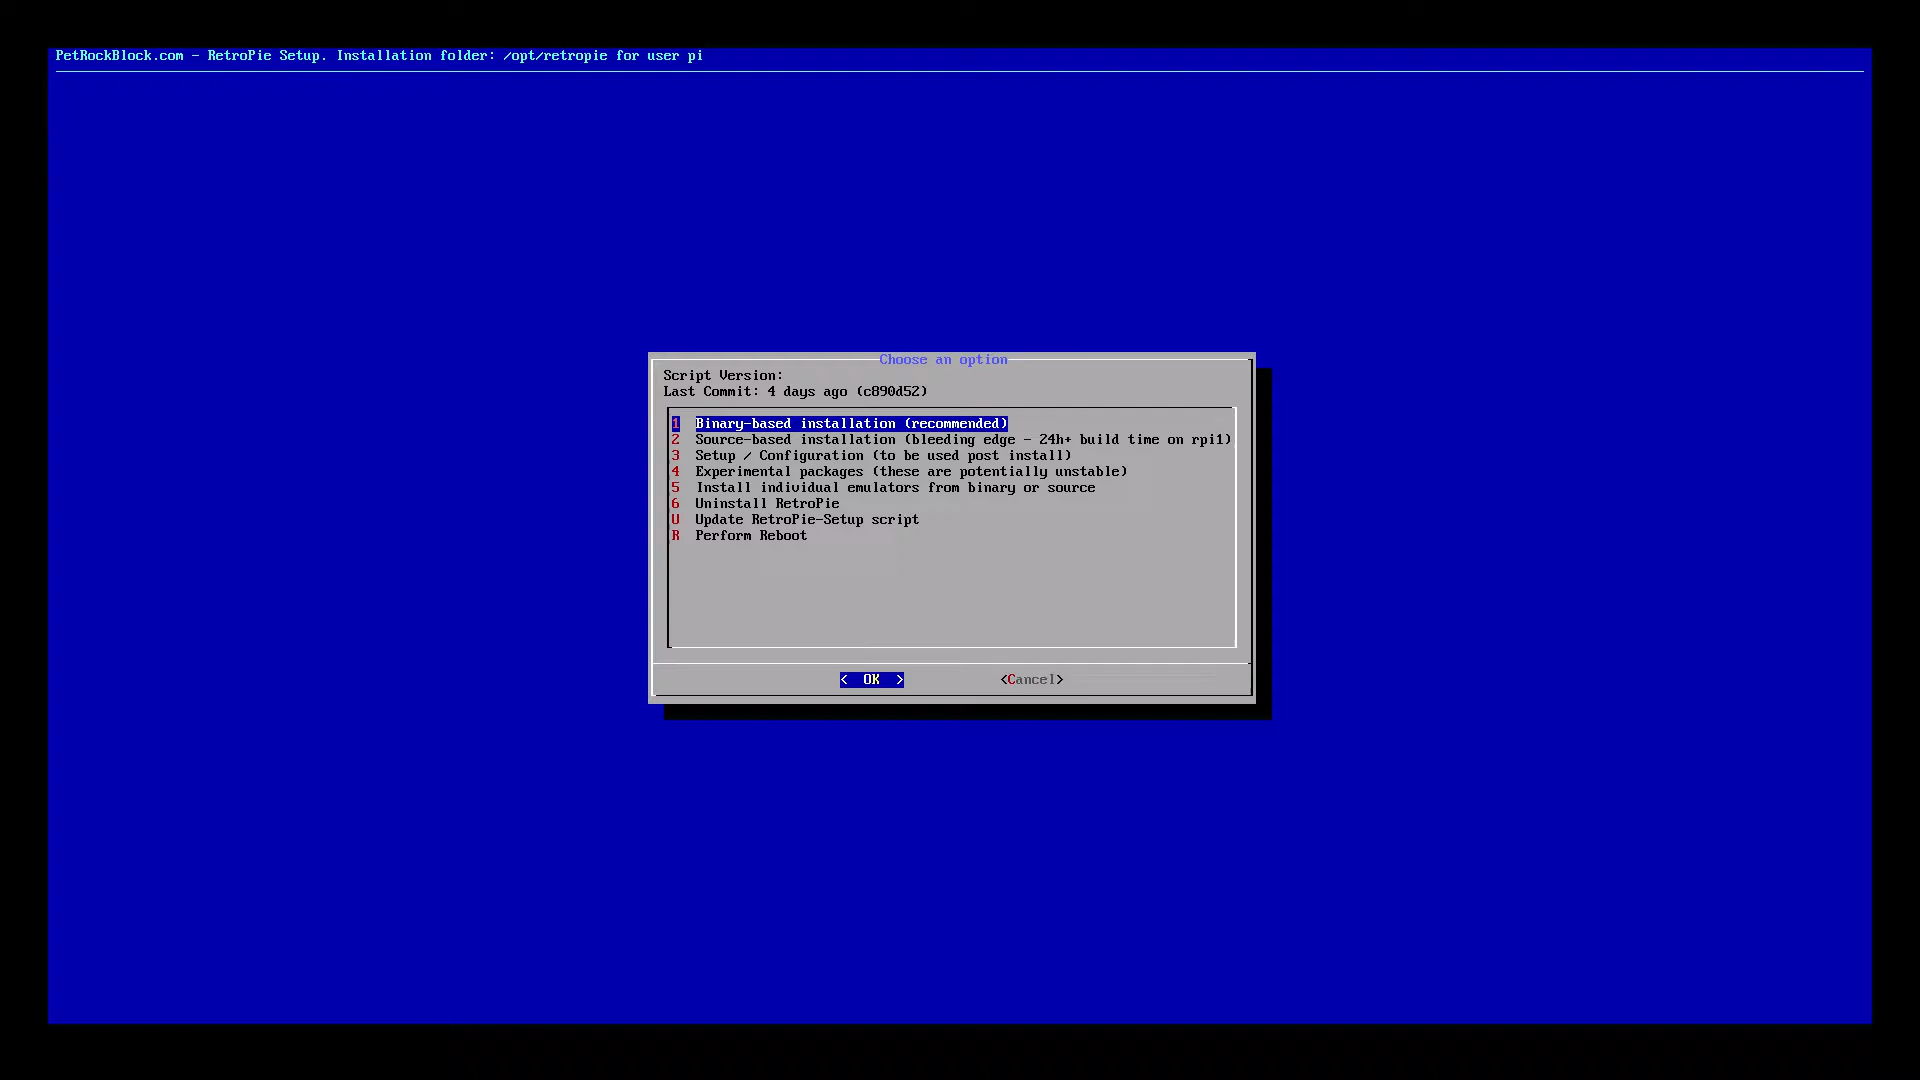 PetRockBlock.com - RetroPie Setup. Installation folder: /opt/retropie for user pi
Choose an option
Script Version:
Last Commit: 4 days ago (c890d52)
1 Binary-based installation (recommended)
2 Source-based installation (bleeding edge - 24h+ build time on rpi1)
3 Setup / Configuration (to be used post install)
4 Experimental packages (these are potentially unstable)
5 Install individual emulators from binary or source
6 Uninstall RetroPie
U Update RetroPie-Setup script
R Perform Reboot
< OK > <Cancel>